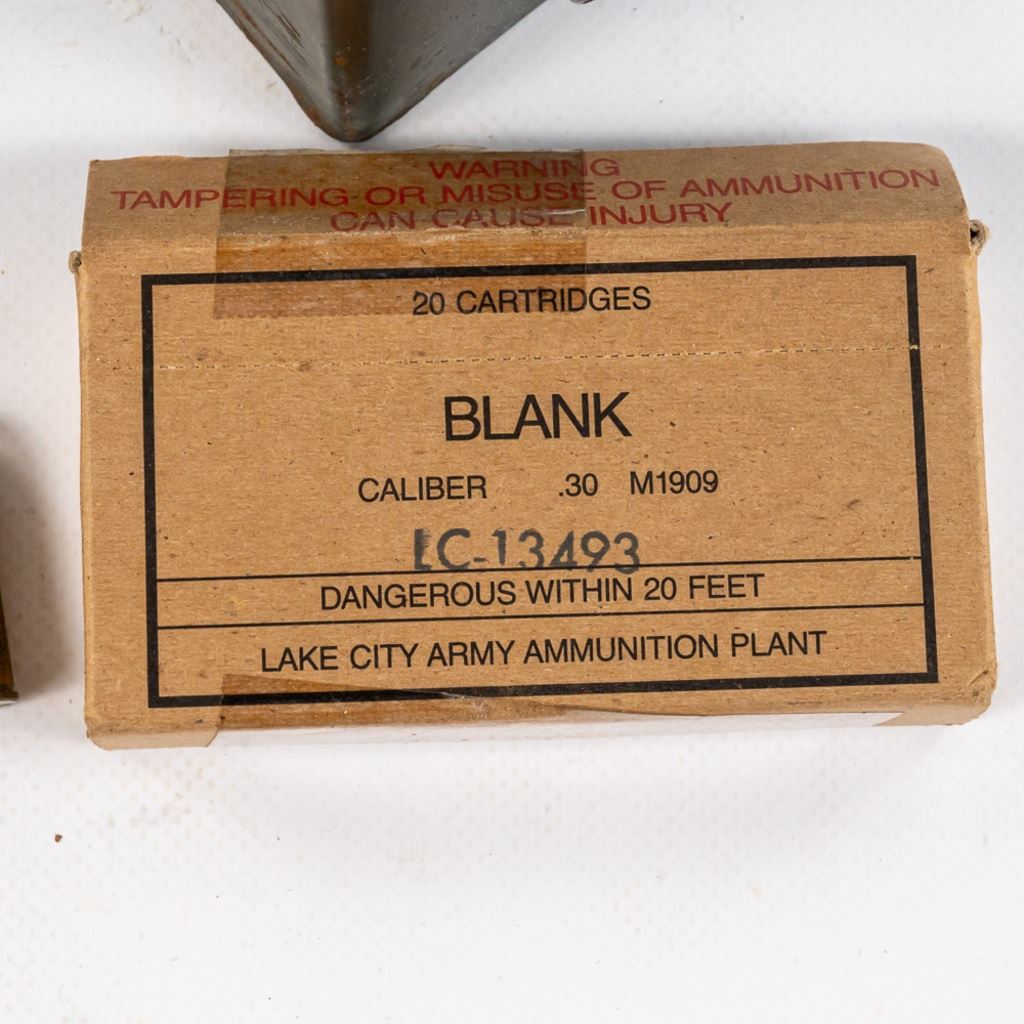 WARNING
TAMPERING OR MISUSE OF AMMUNITION
CAN CAUSE INJURY
20 CARTRIDGES
BLANK
CALIBER .30 M1909
LC-13493
DANGEROUS WITHIN 20 FEET
LAKE CITY ARMY AMMUNITION PLANT